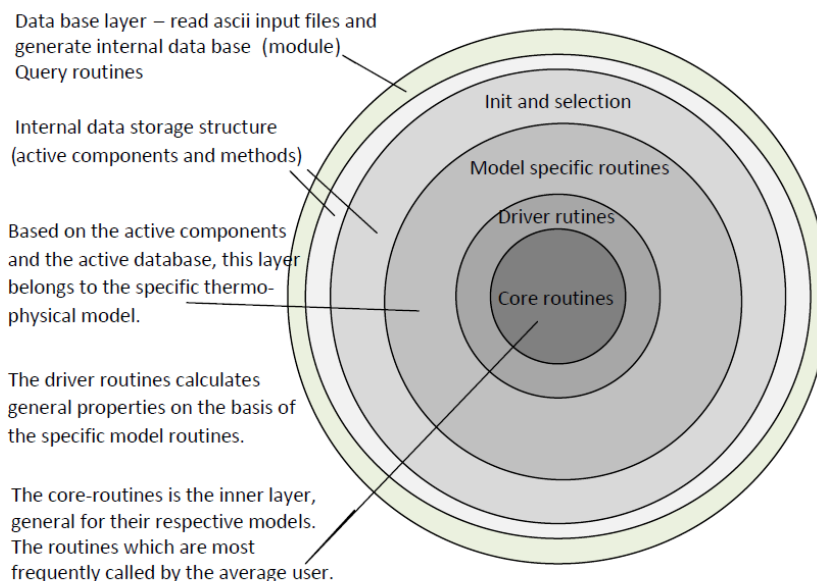 Data base layer – read ascii input files and
generate internal data base  (module)
Query routines
Internal data storage structure
(active components and methods)
Based on the active components
and the active database, this layer
belongs to the specific thermo-
physical model.
The driver routines calculates
general properties on the basis of
the specific model routines.
The core-routines is the inner layer,
general for their respective models.
The routines which are most
frequently called by the average user.
Init and selection
Model specific routines
Driver rutines
Core routines